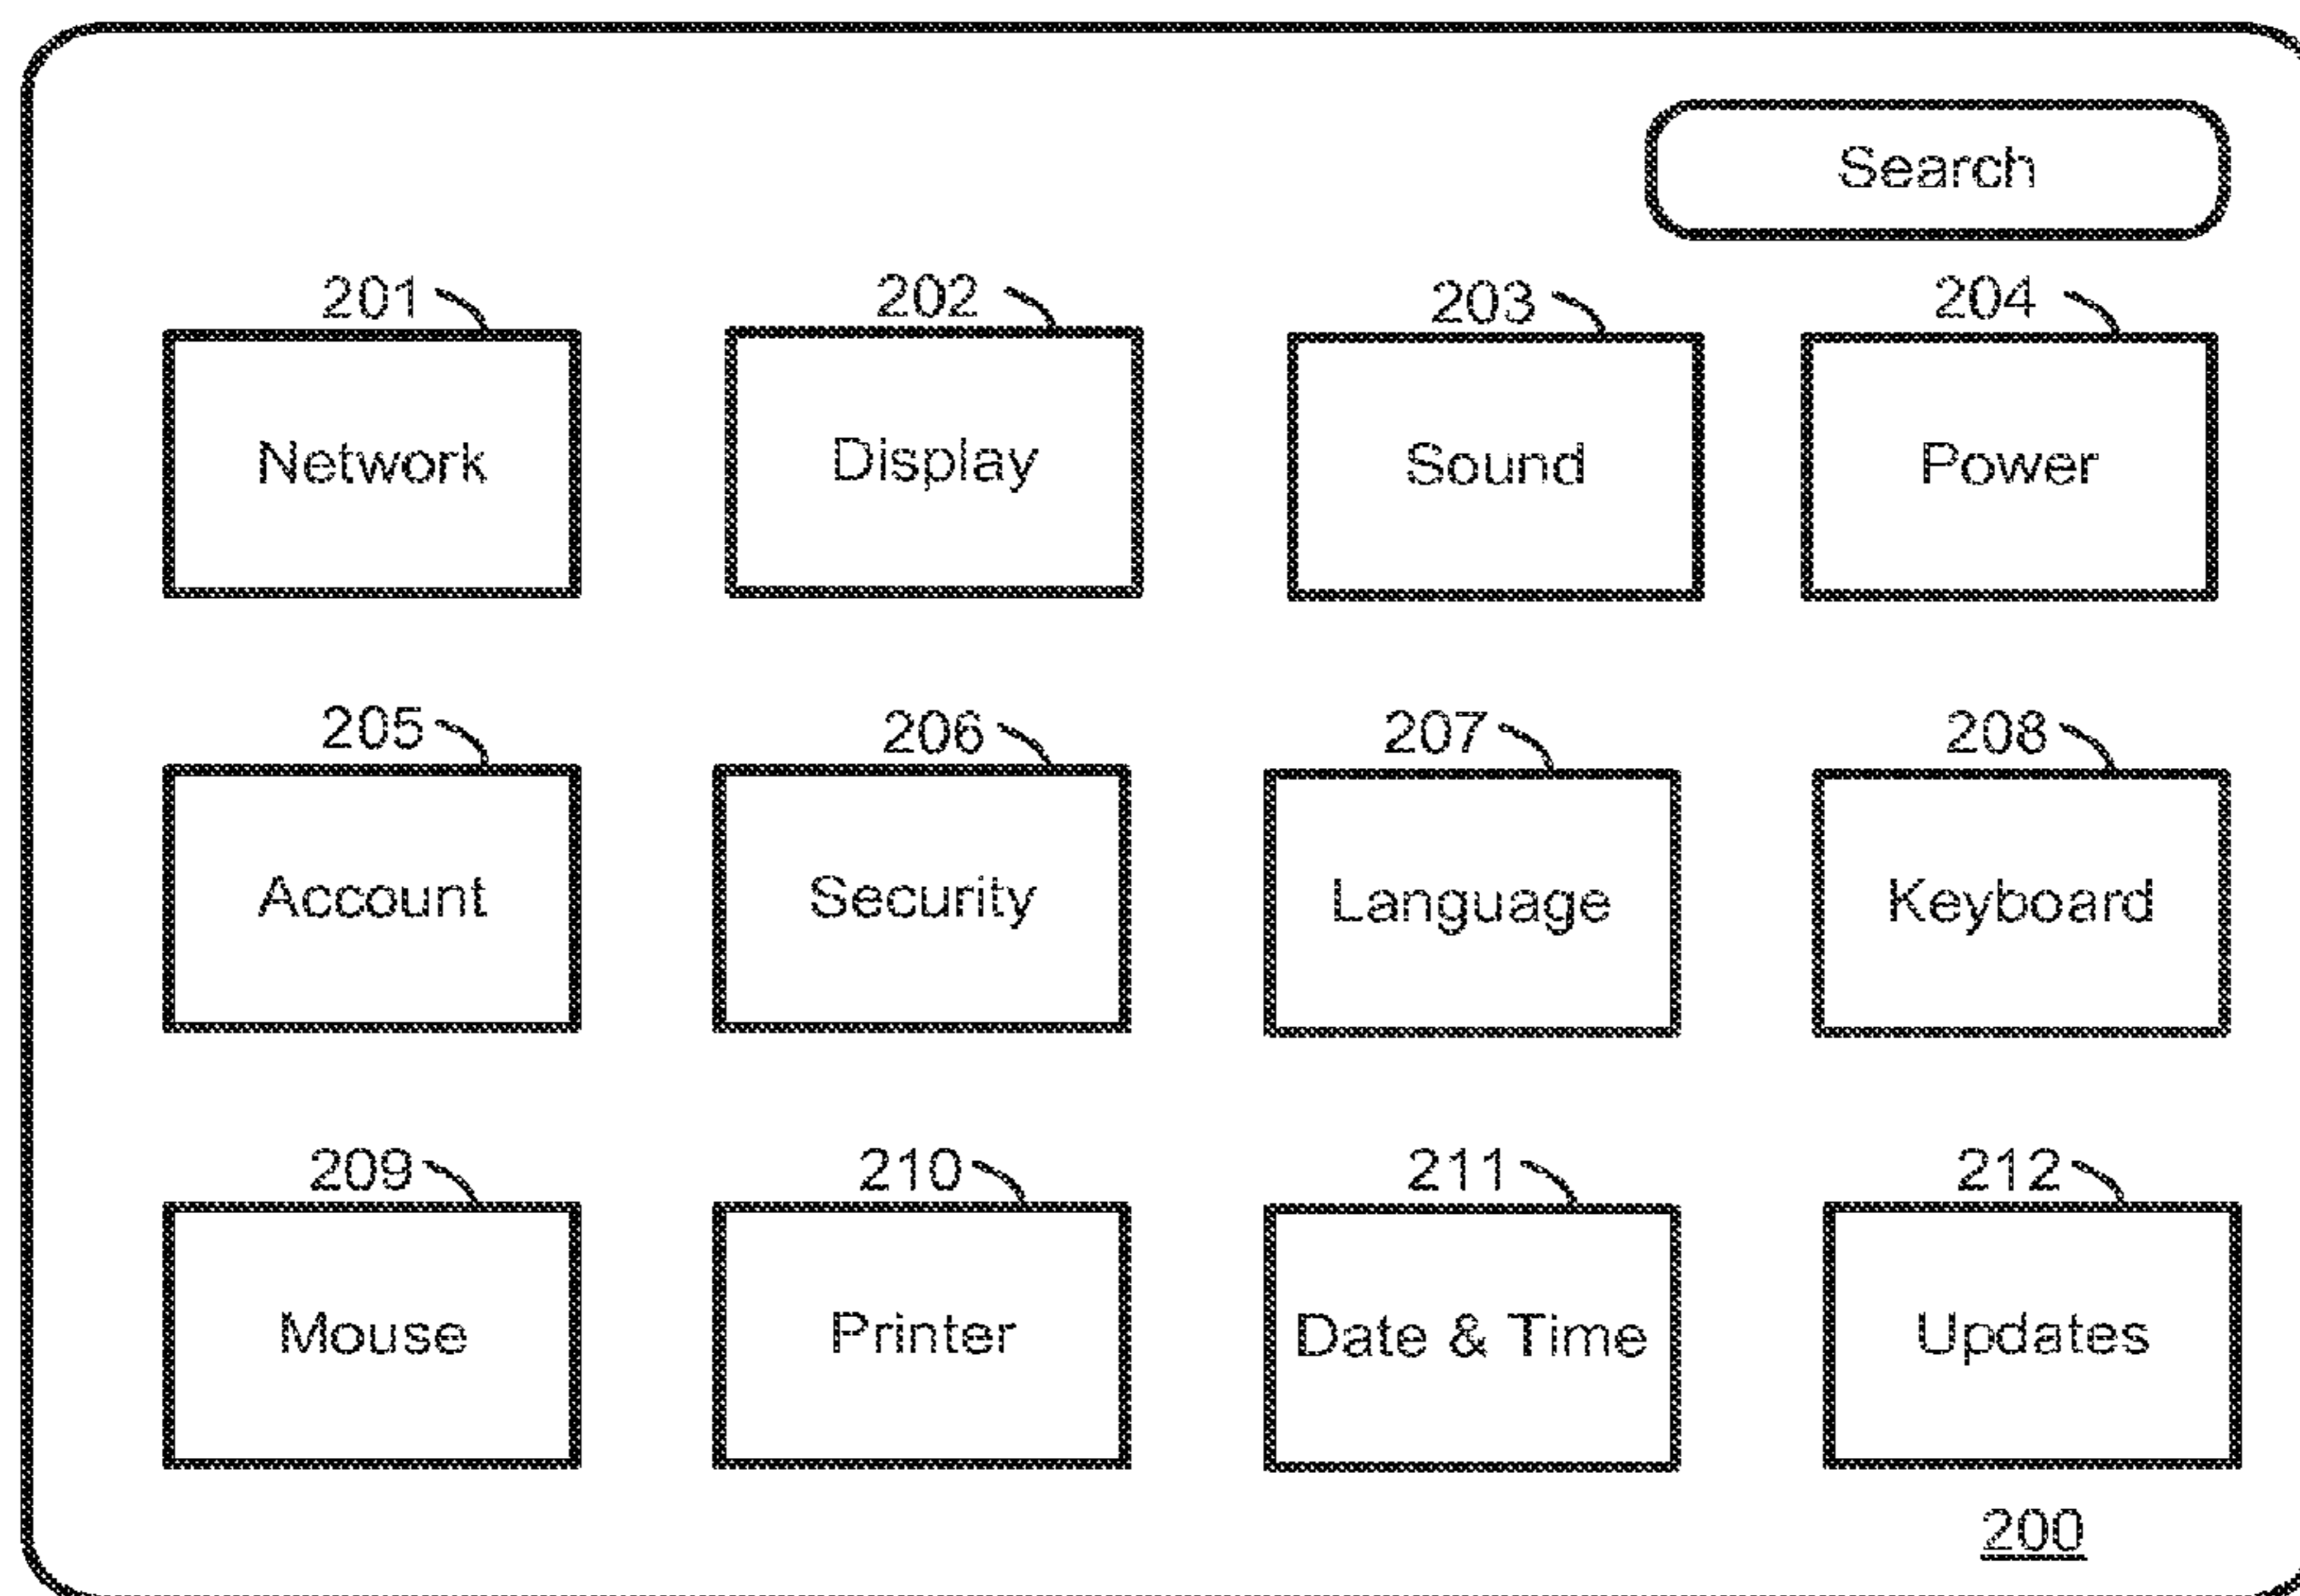 Search
201 202 203 204
Network Display Sound Power
205 206 207 208
Account Security Language Keyboard
209 210 211 212
Mouse Printer Date & Time Updates
200